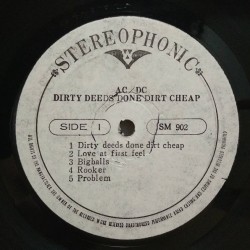 STEREOPHONIC
AC/DC
DIRTY DEEDS DONE DIRT CHEAP
SIDE 1
SM 902
1 Dirty deeds done dirt cheap
2 Love at first feel
3 Bigballs
4 Rooker
5 Problem